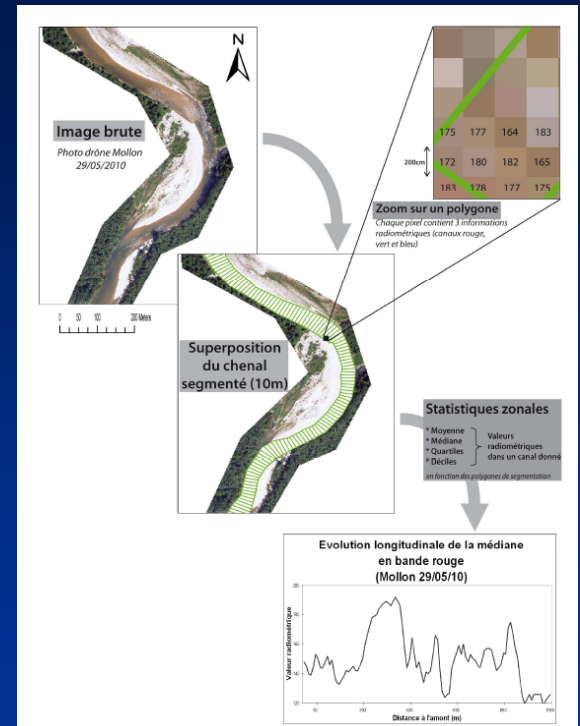 N
Image brute
Photo drône Mollon
29/05/2010
0 50 100 200 Meters
175 177 164 183
172 180 182 165
183 178 177 175
200cm
Zoom sur un polygone
Chaque pixel contient 3 informations
radiométriques (canaux rouge,
vert et bleu)
Superposition
du chenal
segmenté (10m)
Statistiques zonales
* Moyenne
* Médiane
* Quartiles
* Déciles
Valeurs
radiométriques
dans un canal donné
en fonction des polygones de segmentation
Evolution longitudinale de la médiane
en bande rouge
(Mollon 29/05/10)
Valeur radiométrique
Distance à l'amont (m)